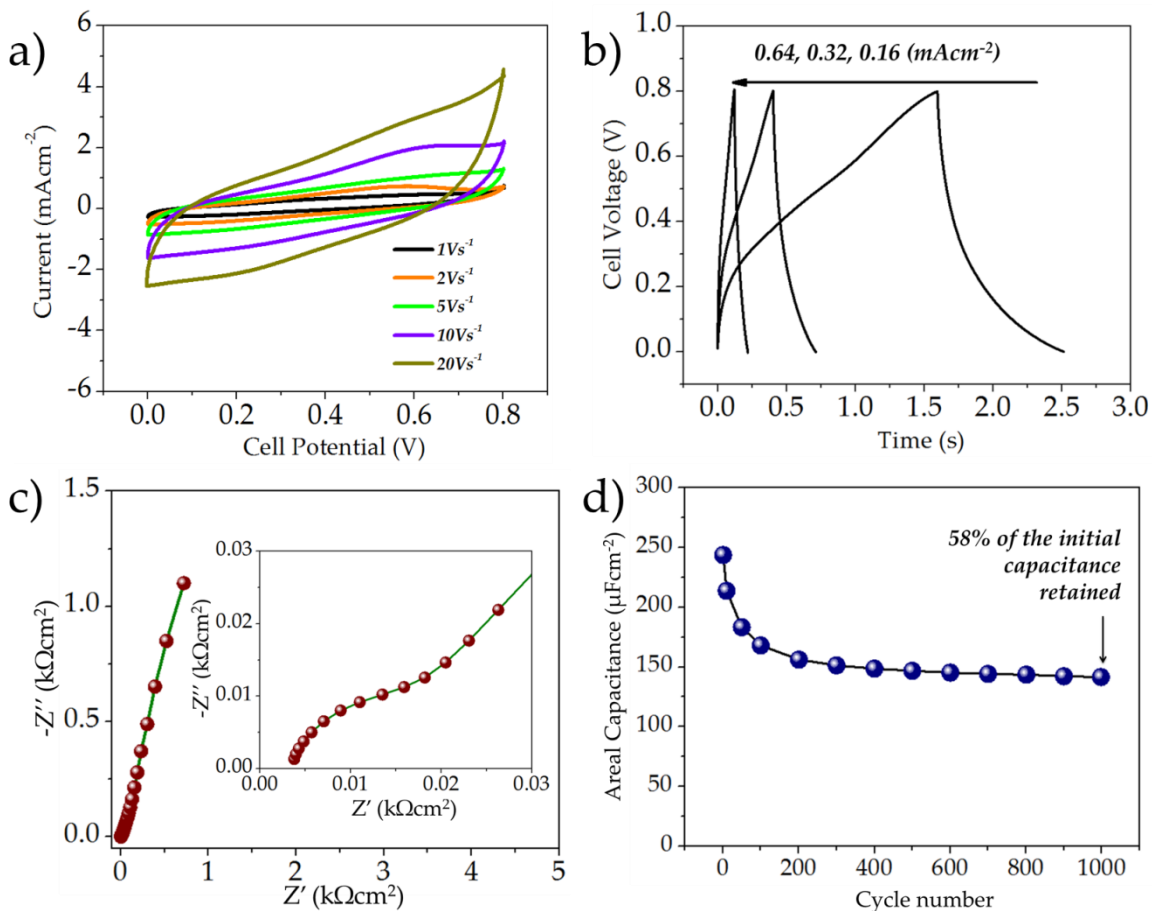 a)
6
4
2
0
-2
-4
-6
Current (mAcm⁻²)
1Vs⁻¹
2Vs⁻¹
5Vs⁻¹
10Vs⁻¹
20Vs⁻¹
0.0 0.2 0.4 0.6 0.8
Cell Potential (V)
b)
1.0
0.8
0.6
0.4
0.2
0.0
Cell Voltage (V)
0.64, 0.32, 0.16 (mAcm⁻²)
0.0 0.5 1.0 1.5 2.0 2.5 3.0
Time (s)
c)
1.5
1.0
0.5
0.0
-Z′′ (kΩcm²)
0.03
0.02
0.01
0.00
-Z′′ (kΩcm²)
0.00 0.01 0.02 0.03
Z′ (kΩcm²)
0 1 2 3 4 5
Z′ (kΩcm²)
d)
300
250
200
150
100
50
0
Areal Capacitance (µFcm⁻²)
58% of the initial
capacitance
retained
0 200 400 600 800 1000
Cycle number